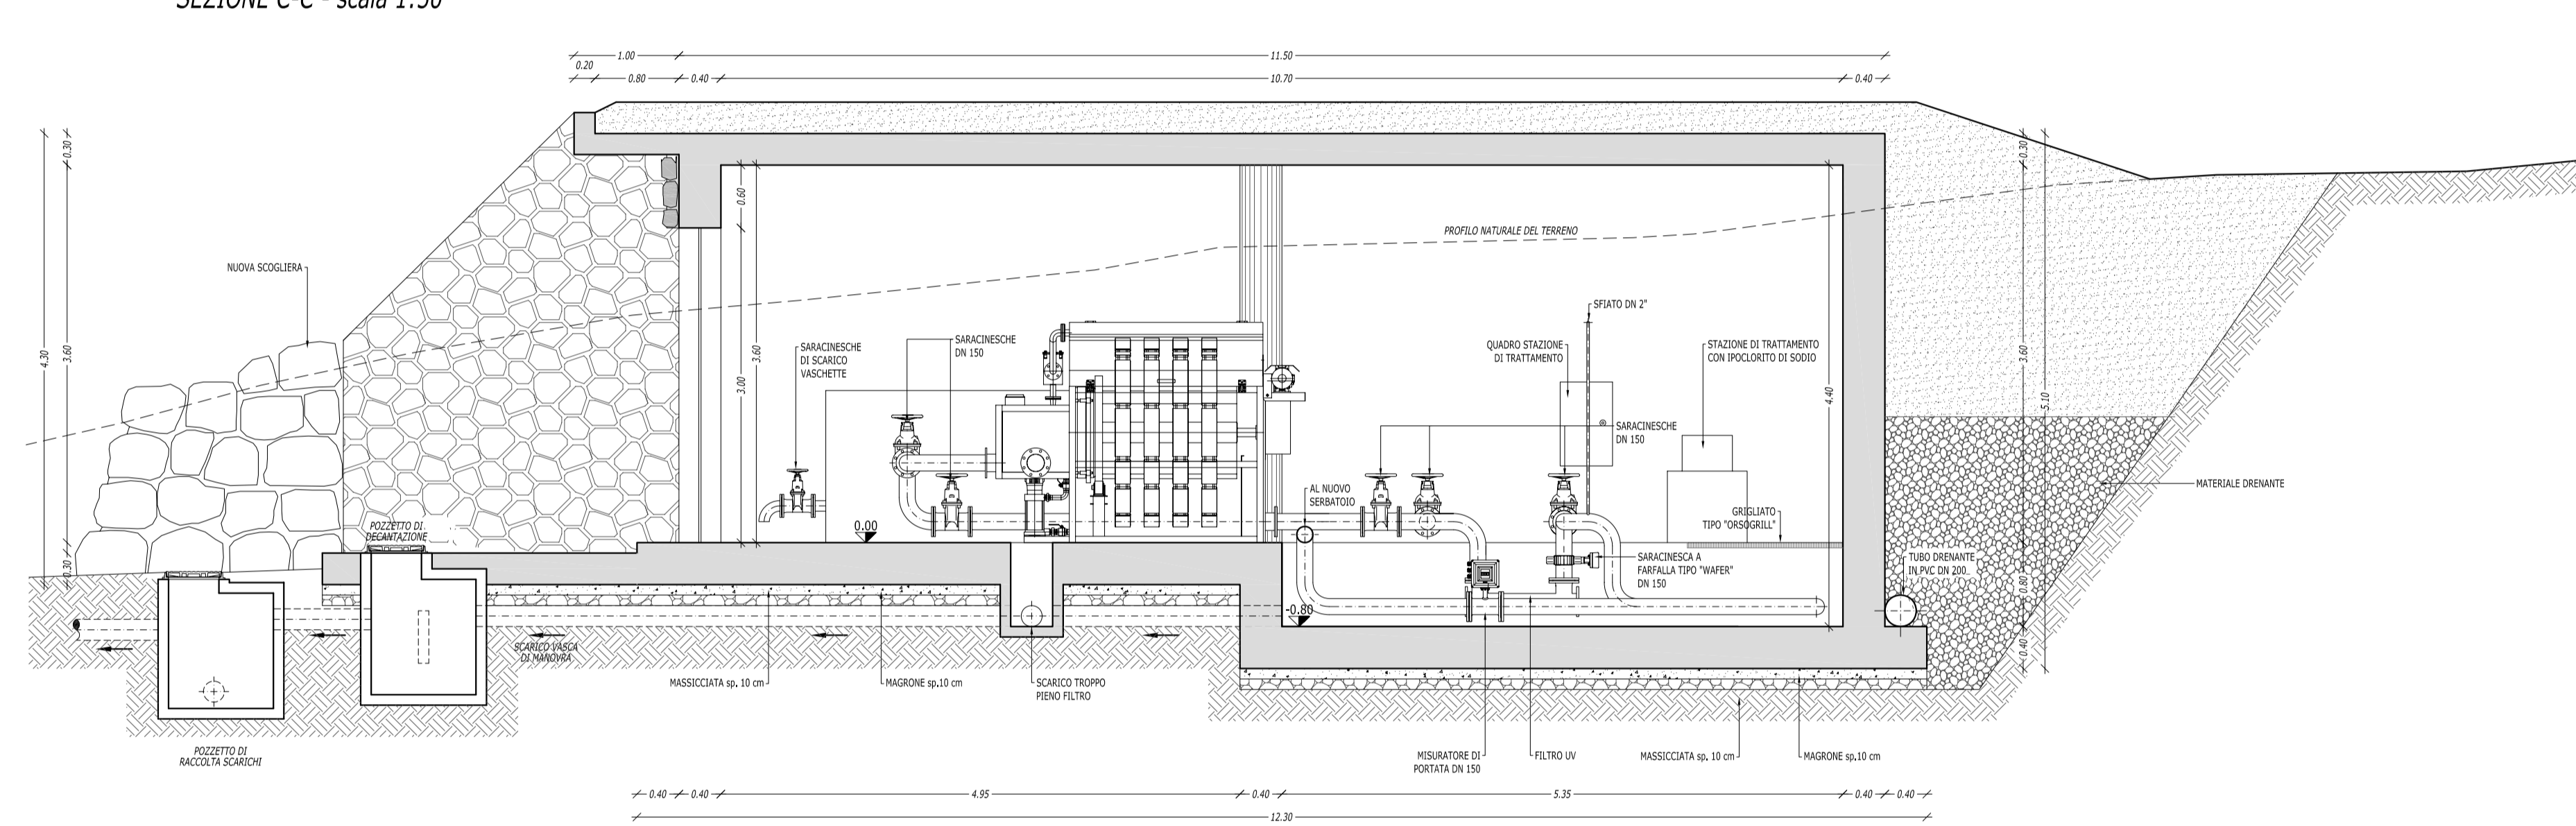 SEZIONE C-C - scala 1:50
1.00
11.50
0.20
0.80
0.40
10.70
0.40
4.30
0.30
3.60
0.30
0.60
3.00
3.60
4.40
0.30
3.60
0.80
0.40
5.10
PROFILO NATURALE DEL TERRENO
NUOVA SCOGLIERA
SFIATO DN 2"
SARACINESCHE
DI SCARICO
VASCHETTE
SARACINESCHE
DN 150
QUADRO STAZIONE
DI TRATTAMENTO
STAZIONE DI TRATTAMENTO
CON IPOCLORITO DI SODIO
SARACINESCHE
DN 150
MATERIALE DRENANTE
AL NUOVO
SERBATOIO
GRIGLIATO
TIPO "ORSOGRILL"
POZZETTO DI
DECANTAZIONE
0.00
SARACINESCA A
FARFALLA TIPO "WAFER"
DN 150
TUBO DRENANTE
IN PVC DN 200
-0.80
SCARICO VASCA
DI MANOVRA
MASSICCIATA sp. 10 cm
MAGRONE sp.10 cm
SCARICO TROPPO
PIENO FILTRO
POZZETTO DI
RACCOLTA SCARICHI
MISURATORE DI
PORTATA DN 150
FILTRO UV
MASSICCIATA sp. 10 cm
MAGRONE sp.10 cm
0.40
0.40
4.95
0.40
5.35
0.40
0.40
12.30